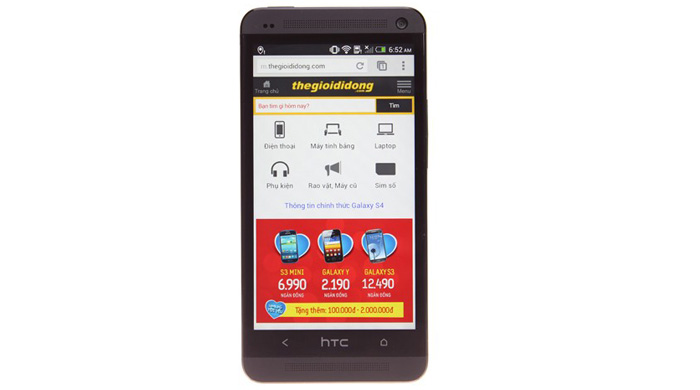 6:52 AM
m.thegioididong.com
1
Trang chủ
thegioididong
.com
Menu
Bạn tìm gì hôm nay?
Tìm
Điện thoại
Máy tính bảng
Laptop
Phụ kiện
Rao vặt, Máy cũ
Sim số
Thông tin chính thức Galaxy S4
S3 MINI
GALAXY Y
GALAXY S3
6.990
2.190
12.490
NGÀN ĐỒNG
NGÀN ĐỒNG
NGÀN ĐỒNG
Tặng thêm: 100.000đ - 2.000.000đ
hTC